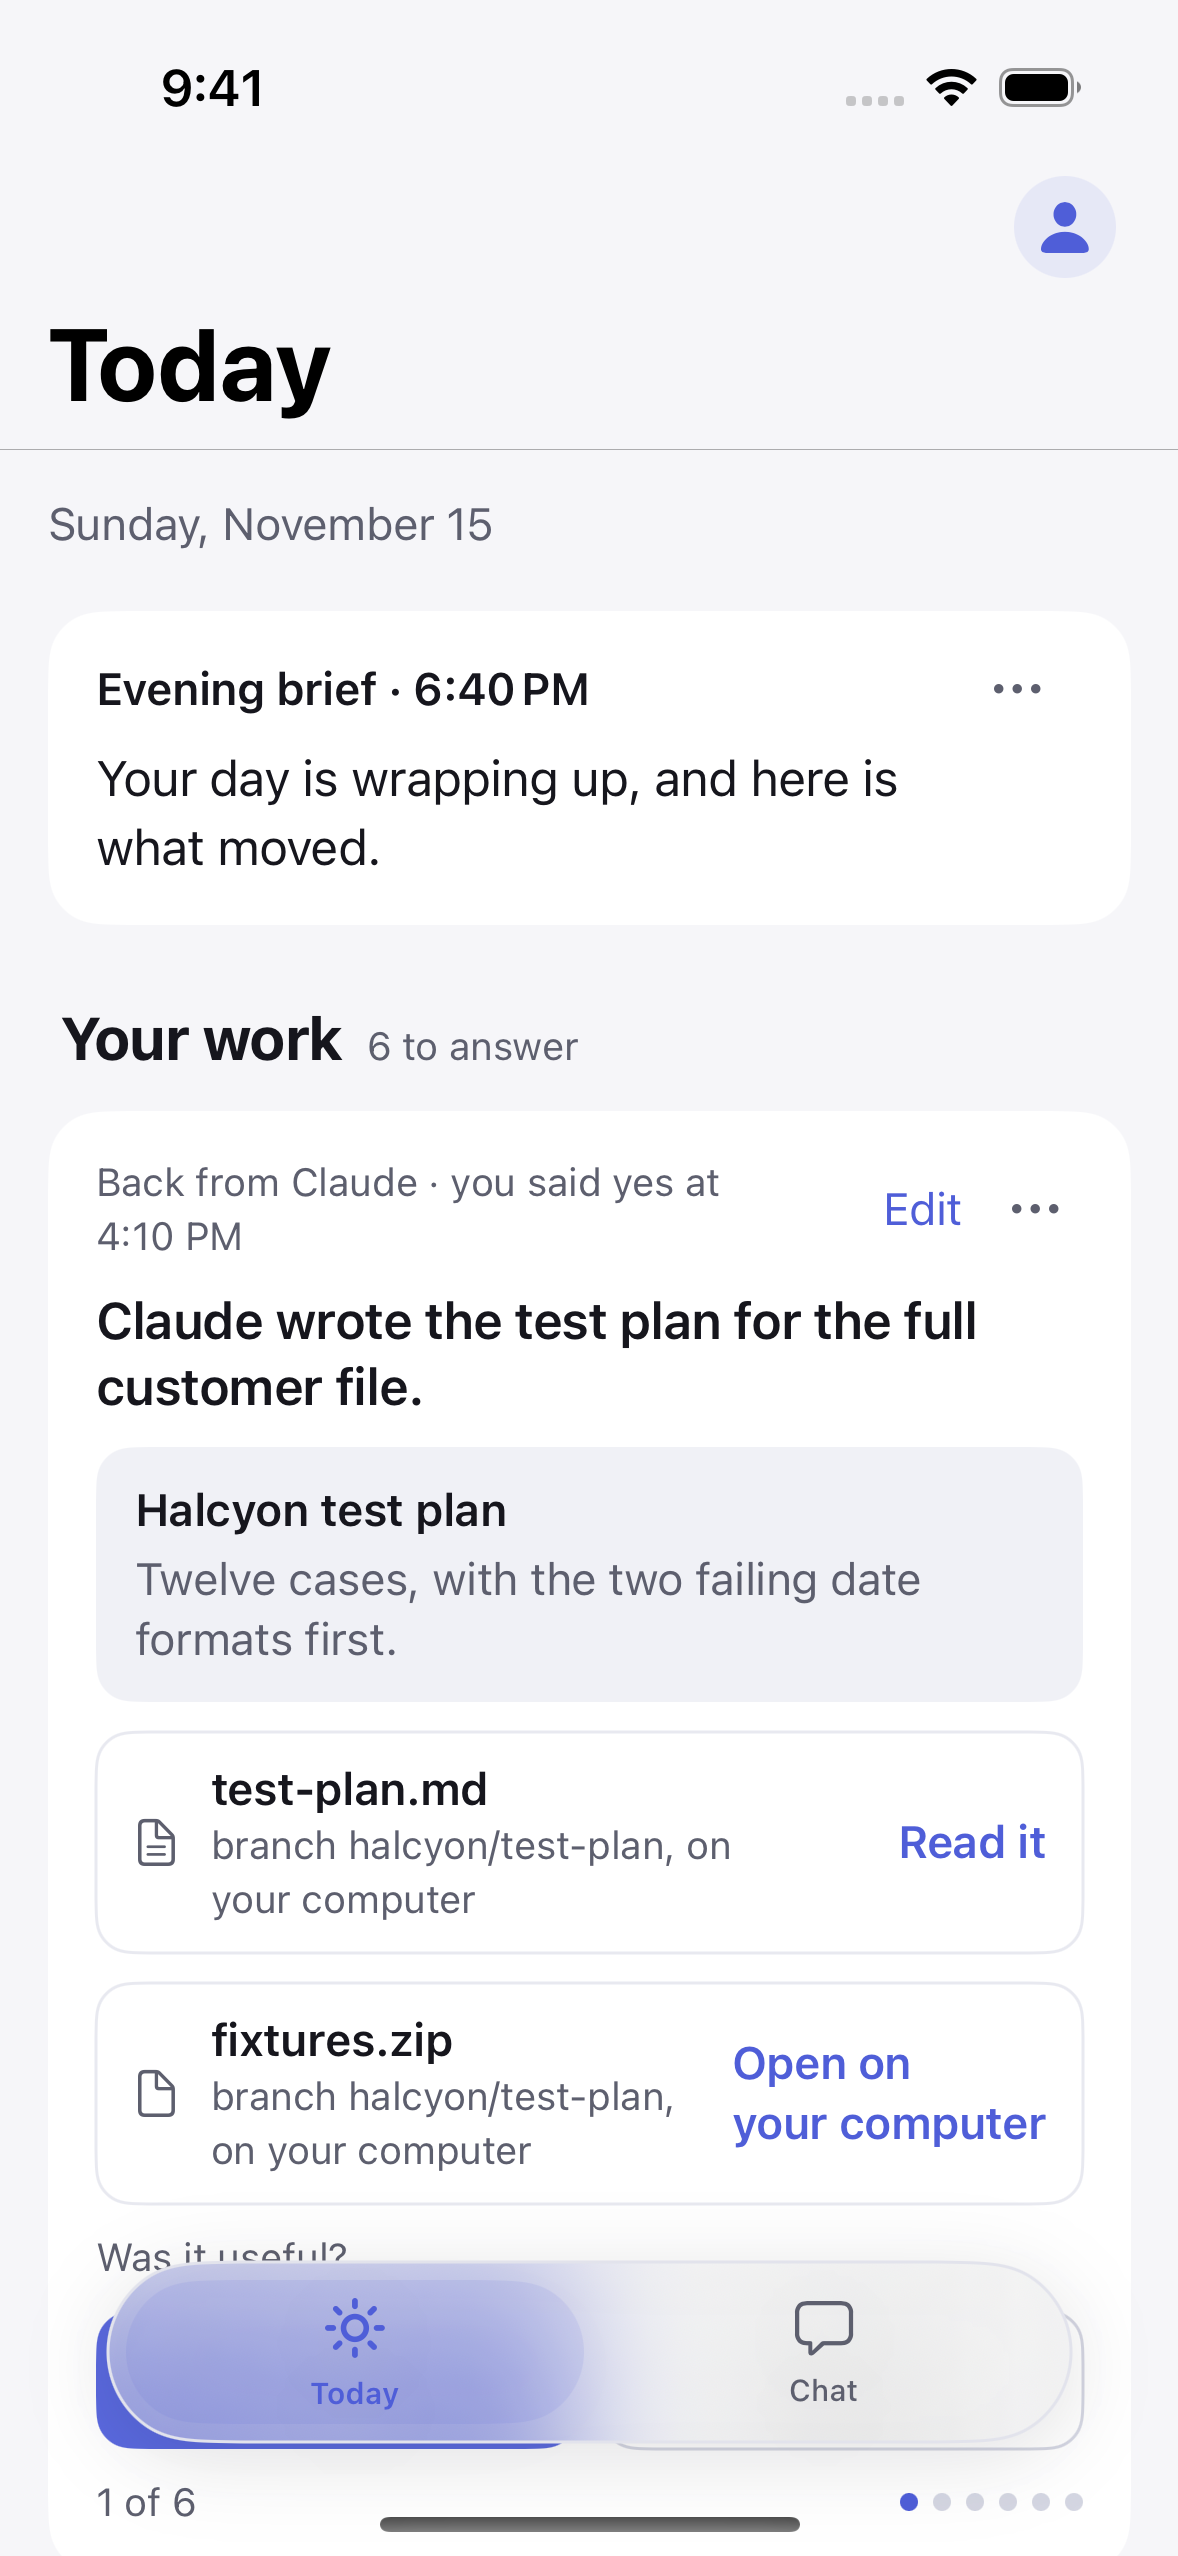 9:41
Today
Sunday, November 15
Evening brief · 6:40 PM
Your day is wrapping up, and here is
what moved.
Your work 6 to answer
Back from Claude · you said yes at
4:10 PM
Edit
Claude wrote the test plan for the full
customer file.
Halcyon test plan
Twelve cases, with the two failing date
formats first.
test-plan.md
branch halcyon/test-plan, on
your computer
Read it
fixtures.zip
branch halcyon/test-plan,
on your computer
Open on
your computer
Was it useful?
Today
Chat
1 of 6